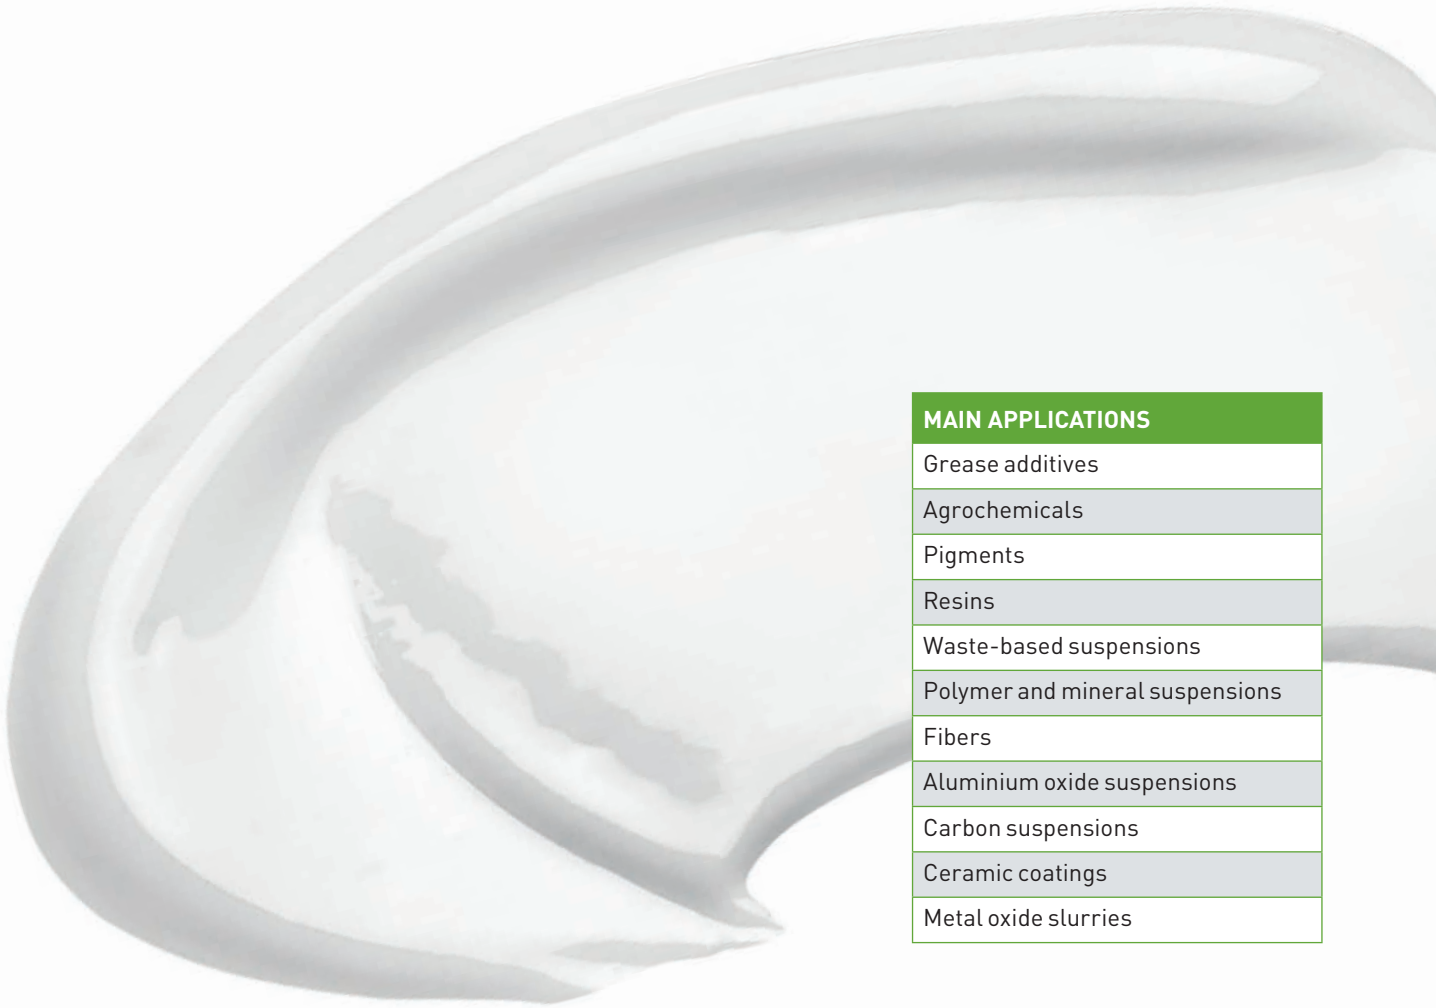 MAIN APPLICATIONS
Grease additives
Agrochemicals
Pigments
Resins
Waste-based suspensions
Polymer and mineral suspensions
Fibers
Aluminium oxide suspensions
Carbon suspensions
Ceramic coatings
Metal oxide slurries